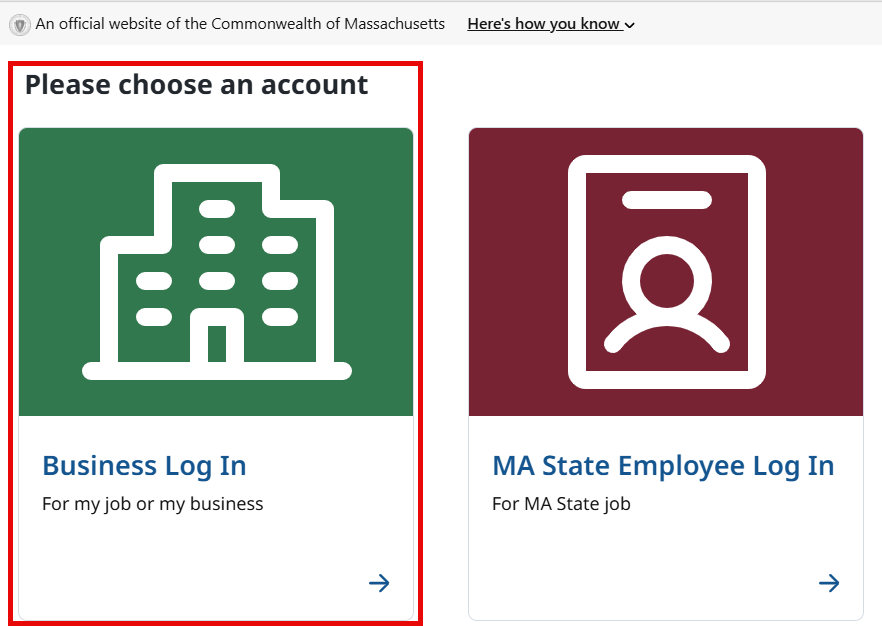 An official website of the Commonwealth of Massachusetts Here's how you know
Please choose an account
Business Log In
For my job or my business
MA State Employee Log In
For MA State job